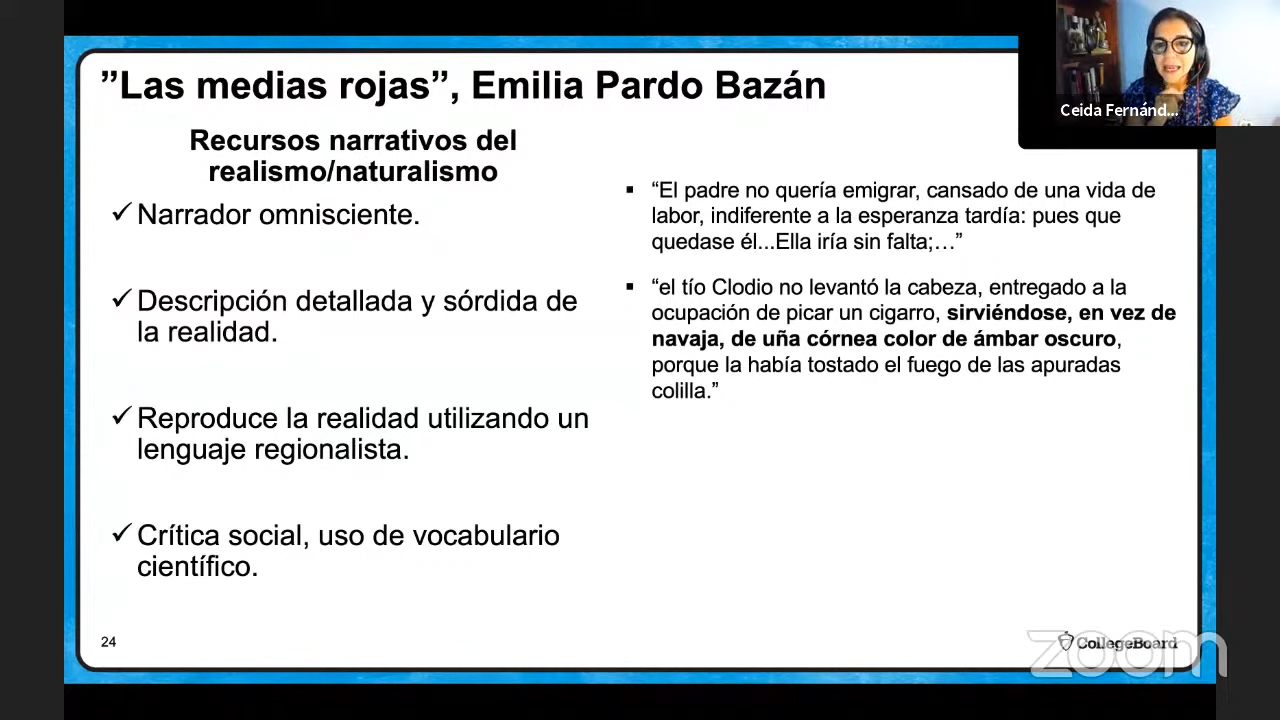 ”Las medias rojas”, Emilia Pardo Bazán
Recursos narrativos del
realismo/naturalismo
✓ Narrador omnisciente.
✓ Descripción detallada y sórdida de
la realidad.
✓ Reproduce la realidad utilizando un
lenguaje regionalista.
✓ Crítica social, uso de vocabulario
científico.
▪ “El padre no quería emigrar, cansado de una vida de
labor, indiferente a la esperanza tardía: pues que
quedase él...Ella iría sin falta;…”
▪ “el tío Clodio no levantó la cabeza, entregado a la
ocupación de picar un cigarro, sirviéndose, en vez de
navaja, de uña córnea color de ámbar oscuro,
porque la había tostado el fuego de las apuradas
colilla.”
Ceida Fernánd...
24
CollegeBoard
zoom